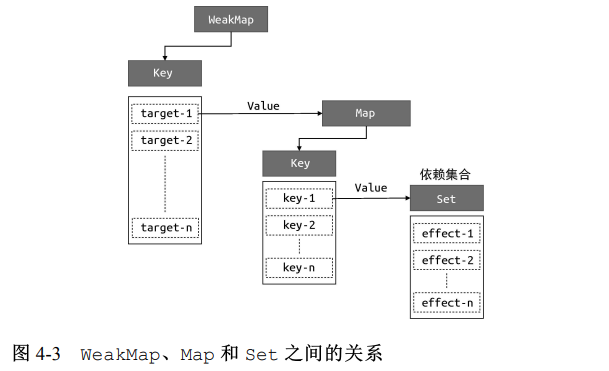 WeakMap
Key
target-1
target-2
target-n
Value
Map
Key
key-1
key-2
key-n
Value
依赖集合
Set
effect-1
effect-2
effect-n
图 4-3 WeakMap、Map 和 Set 之间的关系